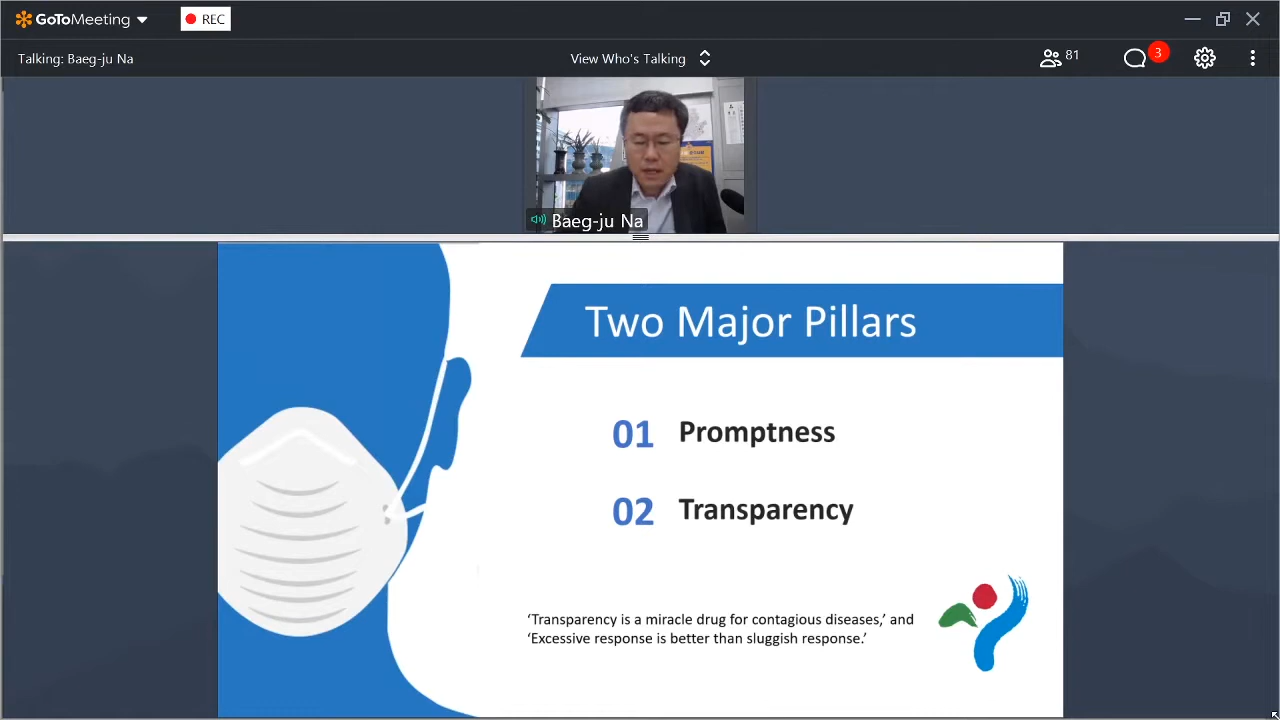 GoToMeeting
REC
Talking: Baeg-ju Na
View Who's Talking
81
3
Baeg-ju Na
Two Major Pillars
01 Promptness
02 Transparency
‘Transparency is a miracle drug for contagious diseases,’ and
‘Excessive response is better than sluggish response.’